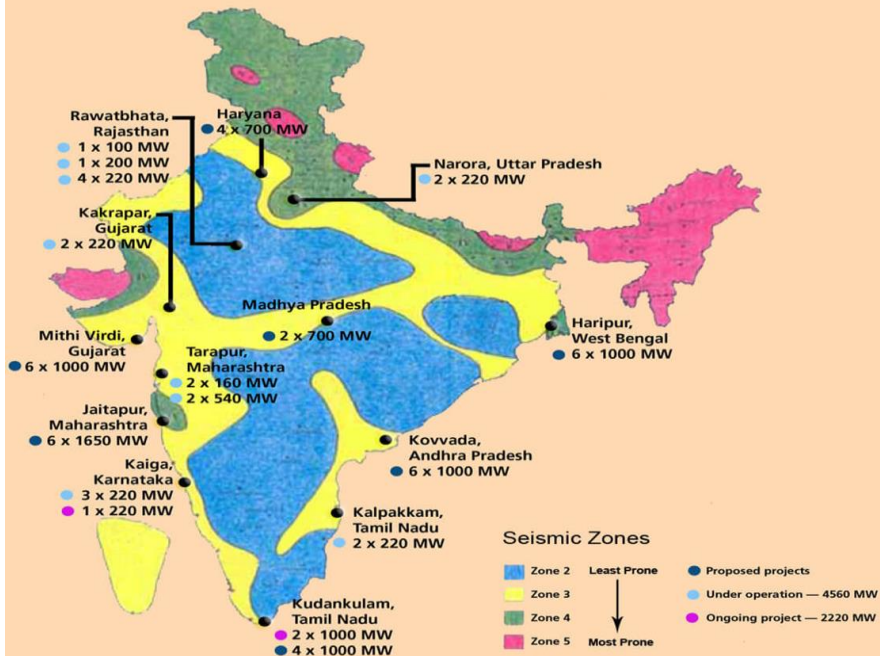 Rawatbhata,
Rajasthan
1 x 100 MW
1 x 200 MW
4 x 220 MW
Haryana
4 x 700 MW
Narora, Uttar Pradesh
2 x 220 MW
Kakrapar,
Gujarat
2 x 220 MW
Madhya Pradesh
2 x 700 MW
Mithi Virdi,
Gujarat
6 x 1000 MW
Tarapur,
Maharashtra
2 x 160 MW
2 x 540 MW
Haripur,
West Bengal
6 x 1000 MW
Jaitapur,
Maharashtra
6 x 1650 MW
Kovvada,
Andhra Pradesh
6 x 1000 MW
Kaiga,
Karnataka
3 x 220 MW
1 x 220 MW
Kalpakkam,
Tamil Nadu
2 x 220 MW
Kudankulam,
Tamil Nadu
2 x 1000 MW
4 x 1000 MW
Seismic Zones
Zone 2 Least Prone
Zone 3
Zone 4
Zone 5 Most Prone
Proposed projects
Under operation — 4560 MW
Ongoing project — 2220 MW